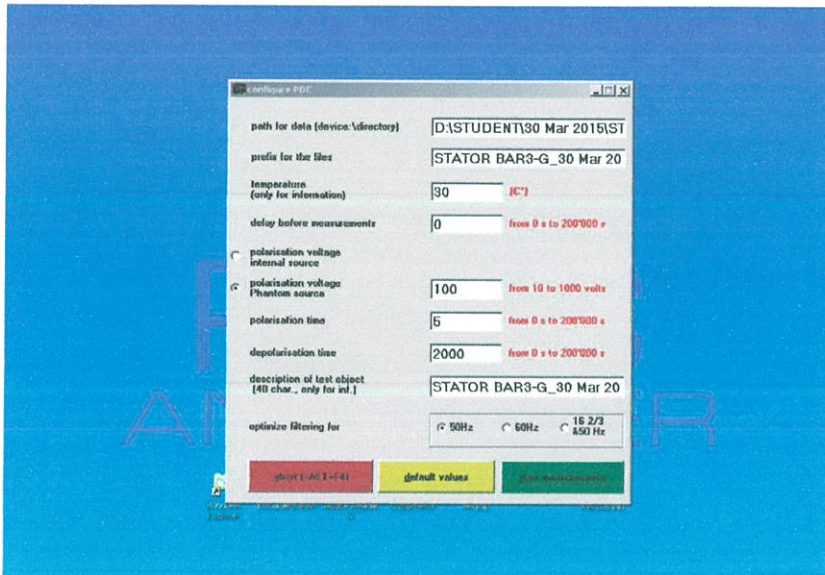 configure PDC
path for data (device:\directory)
D:\STUDENT\30 Mar 2015\ST
prefix for the files
STATOR BAR3-G_30 Mar 20
temperature
(only for information)
30
[C°]
delay before measurements
0
from 0 s to 200'000 s
polarisation voltage
internal source
polarisation voltage
Phantom source
100
from 10 to 1000 volts
polarisation time
5
from 0 s to 200'000 s
depolarisation time
2000
from 0 s to 200'000 s
description of test object
[40 char., only for inf.]
STATOR BAR3-G_30 Mar 20
optimize filtering for
50Hz
60Hz
16 2/3
&50 Hz
default values